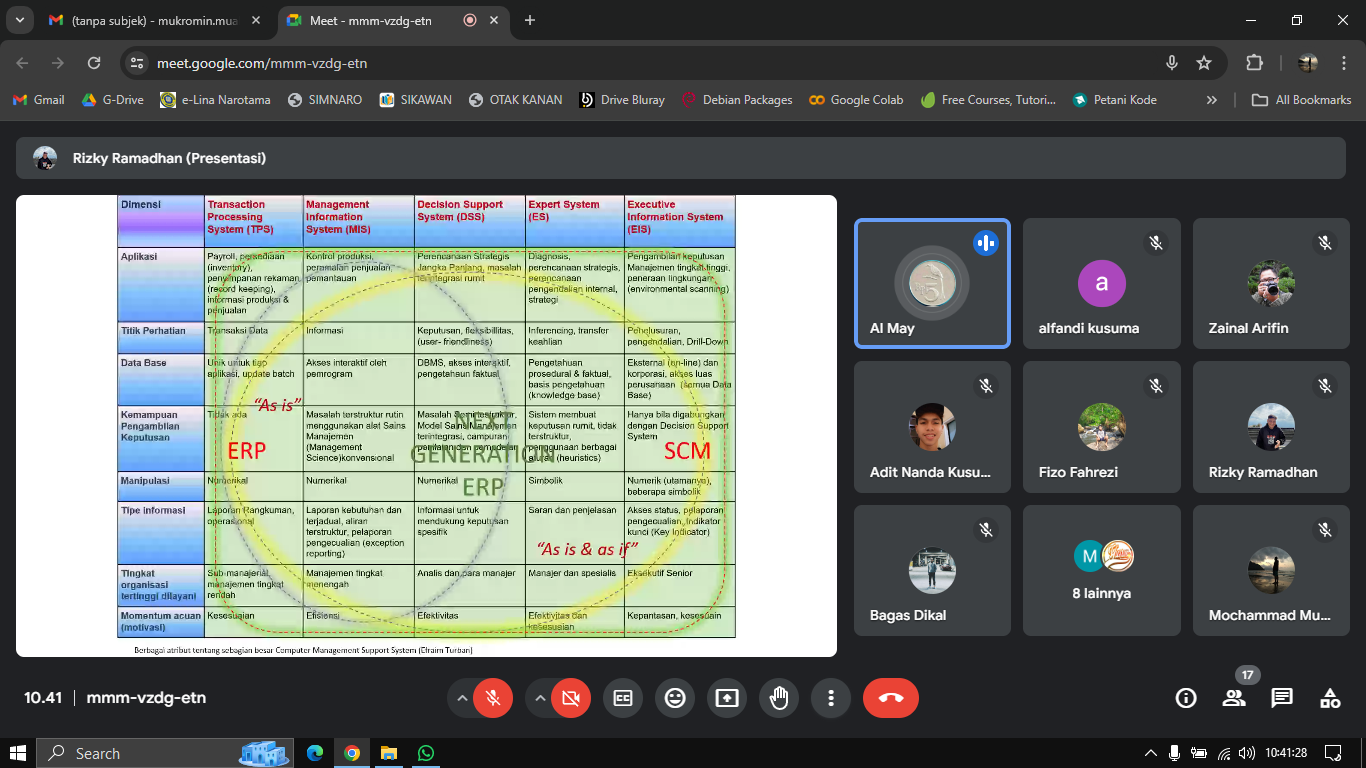 (tanpa subjek) - mukromin.mua
Meet - mmm-vzdg-etn
meet.google.com/mmm-vzdg-etn
Gmail
G-Drive
e-Lina Narotama
SIMNARO
SIKAWAN
OTAK KANAN
Drive Bluray
Debian Packages
Google Colab
Free Courses, Tutori...
Petani Kode
All Bookmarks
Rizky Ramadhan (Presentasi)
Dimensi
Transaction
Processing
System (TPS)
Management
Information
System (MIS)
Decision Support
System (DSS)
Expert System
(ES)
Executive
Information System
(EIS)
Aplikasi
Payroll, persediaan
(inventory),
perekaman,
(record keeping),
informasi produksi &
penjualan
Kontrol produksi,
peramalan penjualan,
pemantauan
Perencanaan Strategis
Jangka Panjang, masalah
terintegrasi rumit
Diagnosis,
perencanaan strategis,
perencanaan
pengendalian internal,
strategi
Pengambilan keputusan
Manajemen tingkat tinggi,
peneraan lingkungan
(environmental scanning)
Titik Perhatian
Transaksi Data
Informasi
Keputusan, fleksibillitas,
(user- friendliness)
Inferencing, transfer
keahlian
pengendalian, Drill-Down
Data Base
Unik untuk tiap
aplikasi, update batch
Akses interaktif oleh
pemrogram
DBMS, akses interaktif,
pengetahaun faktual
Pengetahuan
prosedural & faktual,
basis pengetahuan
(knowledge base)
Eksternal (on-line) dan
korporasi, akses luas
perusanaan (semua Data
Base)
"As is"
Kemampuan
Pengambilan
Keputusan
Tidak ada
Masalah terstruktur rutin
menggunakan alat Sains
Manajemen
(Management
Science)konvensional
Masalah
Model Sains Manajemen
terintegrasi, campuran
Sistem membuat
keputusan rumit, tidak
terstruktur,
penggunaan berbagai
aturan (heuristics)
Hanya bila digabungkan
dengan Decision Support
System
ERP
NEXT
GENERATION
ERP
SCM
Manipulasi
Numerikal
Numerikal
Numerikal
Simbolik
Numerik (utamanya),
beberapa simbolik
Tipe informasi
Laporan Rangkuman,
operasional
Laporan kebutuhan dan
terjadual, aliran
terstruktur, pelaporan
pengecualian (exception
reporting)
Informasi untuk
mendukung keputusan
spesifik
Saran dan penjelasan
Akses status, pelaporan
pengecualian, Indikator
kunci (Key Indicator)
"As is & as if"
Tingkat
organisasi
tertinggi dilayani
Sub-manajerial,
manajemen tingkat
rendah
Manajemen tingkat
menengah
Analis dan para manajer
Manajer dan spesialis
Eksekutif Senior
Momentum acuan
(motivasi)
Kesesuaian
Efisiensi
Efektivitas
Efektivitas dan
kesesuaian
Kepantasan, kesesuain
Berbagai atribut tentang sebagian besar Computer Management Support System (Efraim Turban)
Al May
a
alfandi kusuma
Zainal Arifin
Adit Nanda Kusu...
Fizo Fahrezi
Rizky Ramadhan
Bagas Dikal
M
8 lainnya
Mochammad Mu...
10.41
mmm-vzdg-etn
17
Search
10:41:28